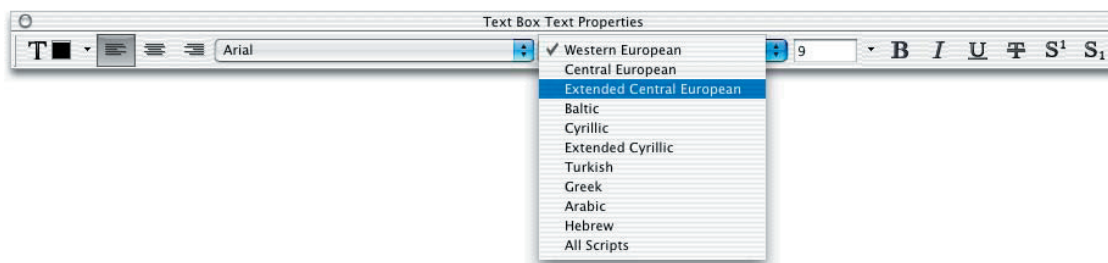 Text Box Text Properties
T Arial ✓ Western European 9 B I U T S¹ S₁
Central European
Extended Central European
Baltic
Cyrillic
Extended Cyrillic
Turkish
Greek
Arabic
Hebrew
All Scripts